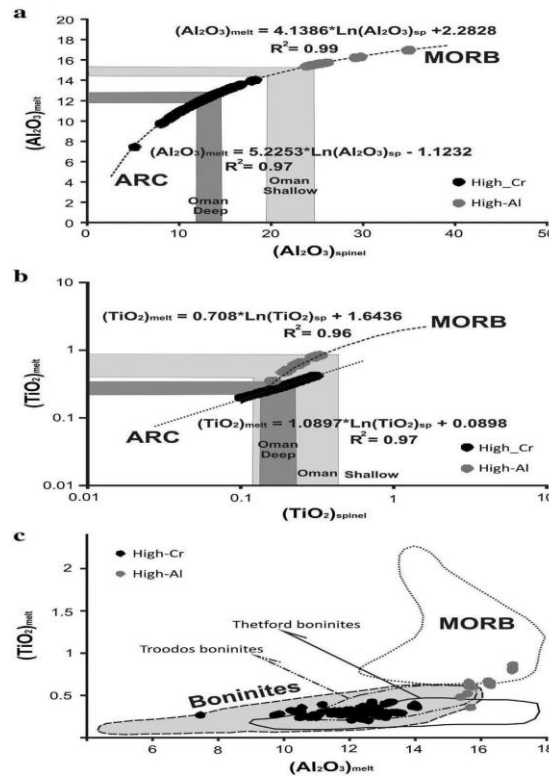 a
(Al₂O₃)melt = 4.1386*Ln(Al₂O₃)sp +2.2828
R²= 0.99
MORB
(Al₂O₃)melt = 5.2253*Ln(Al₂O₃)sp - 1.1232
R²= 0.97
ARC
Oman Deep
Oman Shallow
High_Cr
High-Al
(Al₂O₃)melt
20
18
16
14
12
10
8
6
4
2
0
0 10 20 30 40 50
(Al₂O₃)spinel
b
(TiO₂)melt = 0.708*Ln(TiO₂)sp + 1.6436
R²= 0.96
MORB
(TiO₂)melt = 1.0897*Ln(TiO₂)sp + 0.0898
R²= 0.97
ARC
Oman Deep
Oman Shallow
High_Cr
High-Al
(TiO₂)melt
10
1
0.1
0.01
0.01 0.1 1 10
(TiO₂)spinel
c
High-Cr
High-Al
Thetford boninites
Troodos boninites
MORB
Boninites
(TiO₂)melt
2
1.5
1
0.5
6 8 10 12 14 16 18
(Al₂O₃)melt